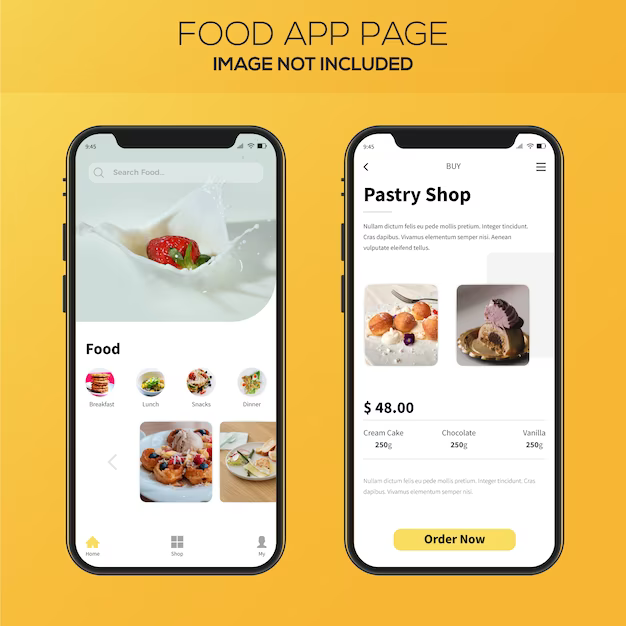 FOOD APP PAGE
IMAGE NOT INCLUDED
9:45
Search Food...
Food
Breakfast
Lunch
Snacks
Dinner
Home
Shop
My
9:45
BUY
Pastry Shop
Nullam dictum felis eu pede mollis pretium. Integer tincidunt.
Cras dapibus. Vivamus elementum semper nisi. Aenean
vulputate eleifend tellus.
$ 48.00
Cream Cake
Chocolate
Vanilla
250g
250g
250g
Nullam dictum felis eu pede mollis pretium. Integer tincidunt. Cras
dapibus. Vivamus elementum semper nisi.
Order Now